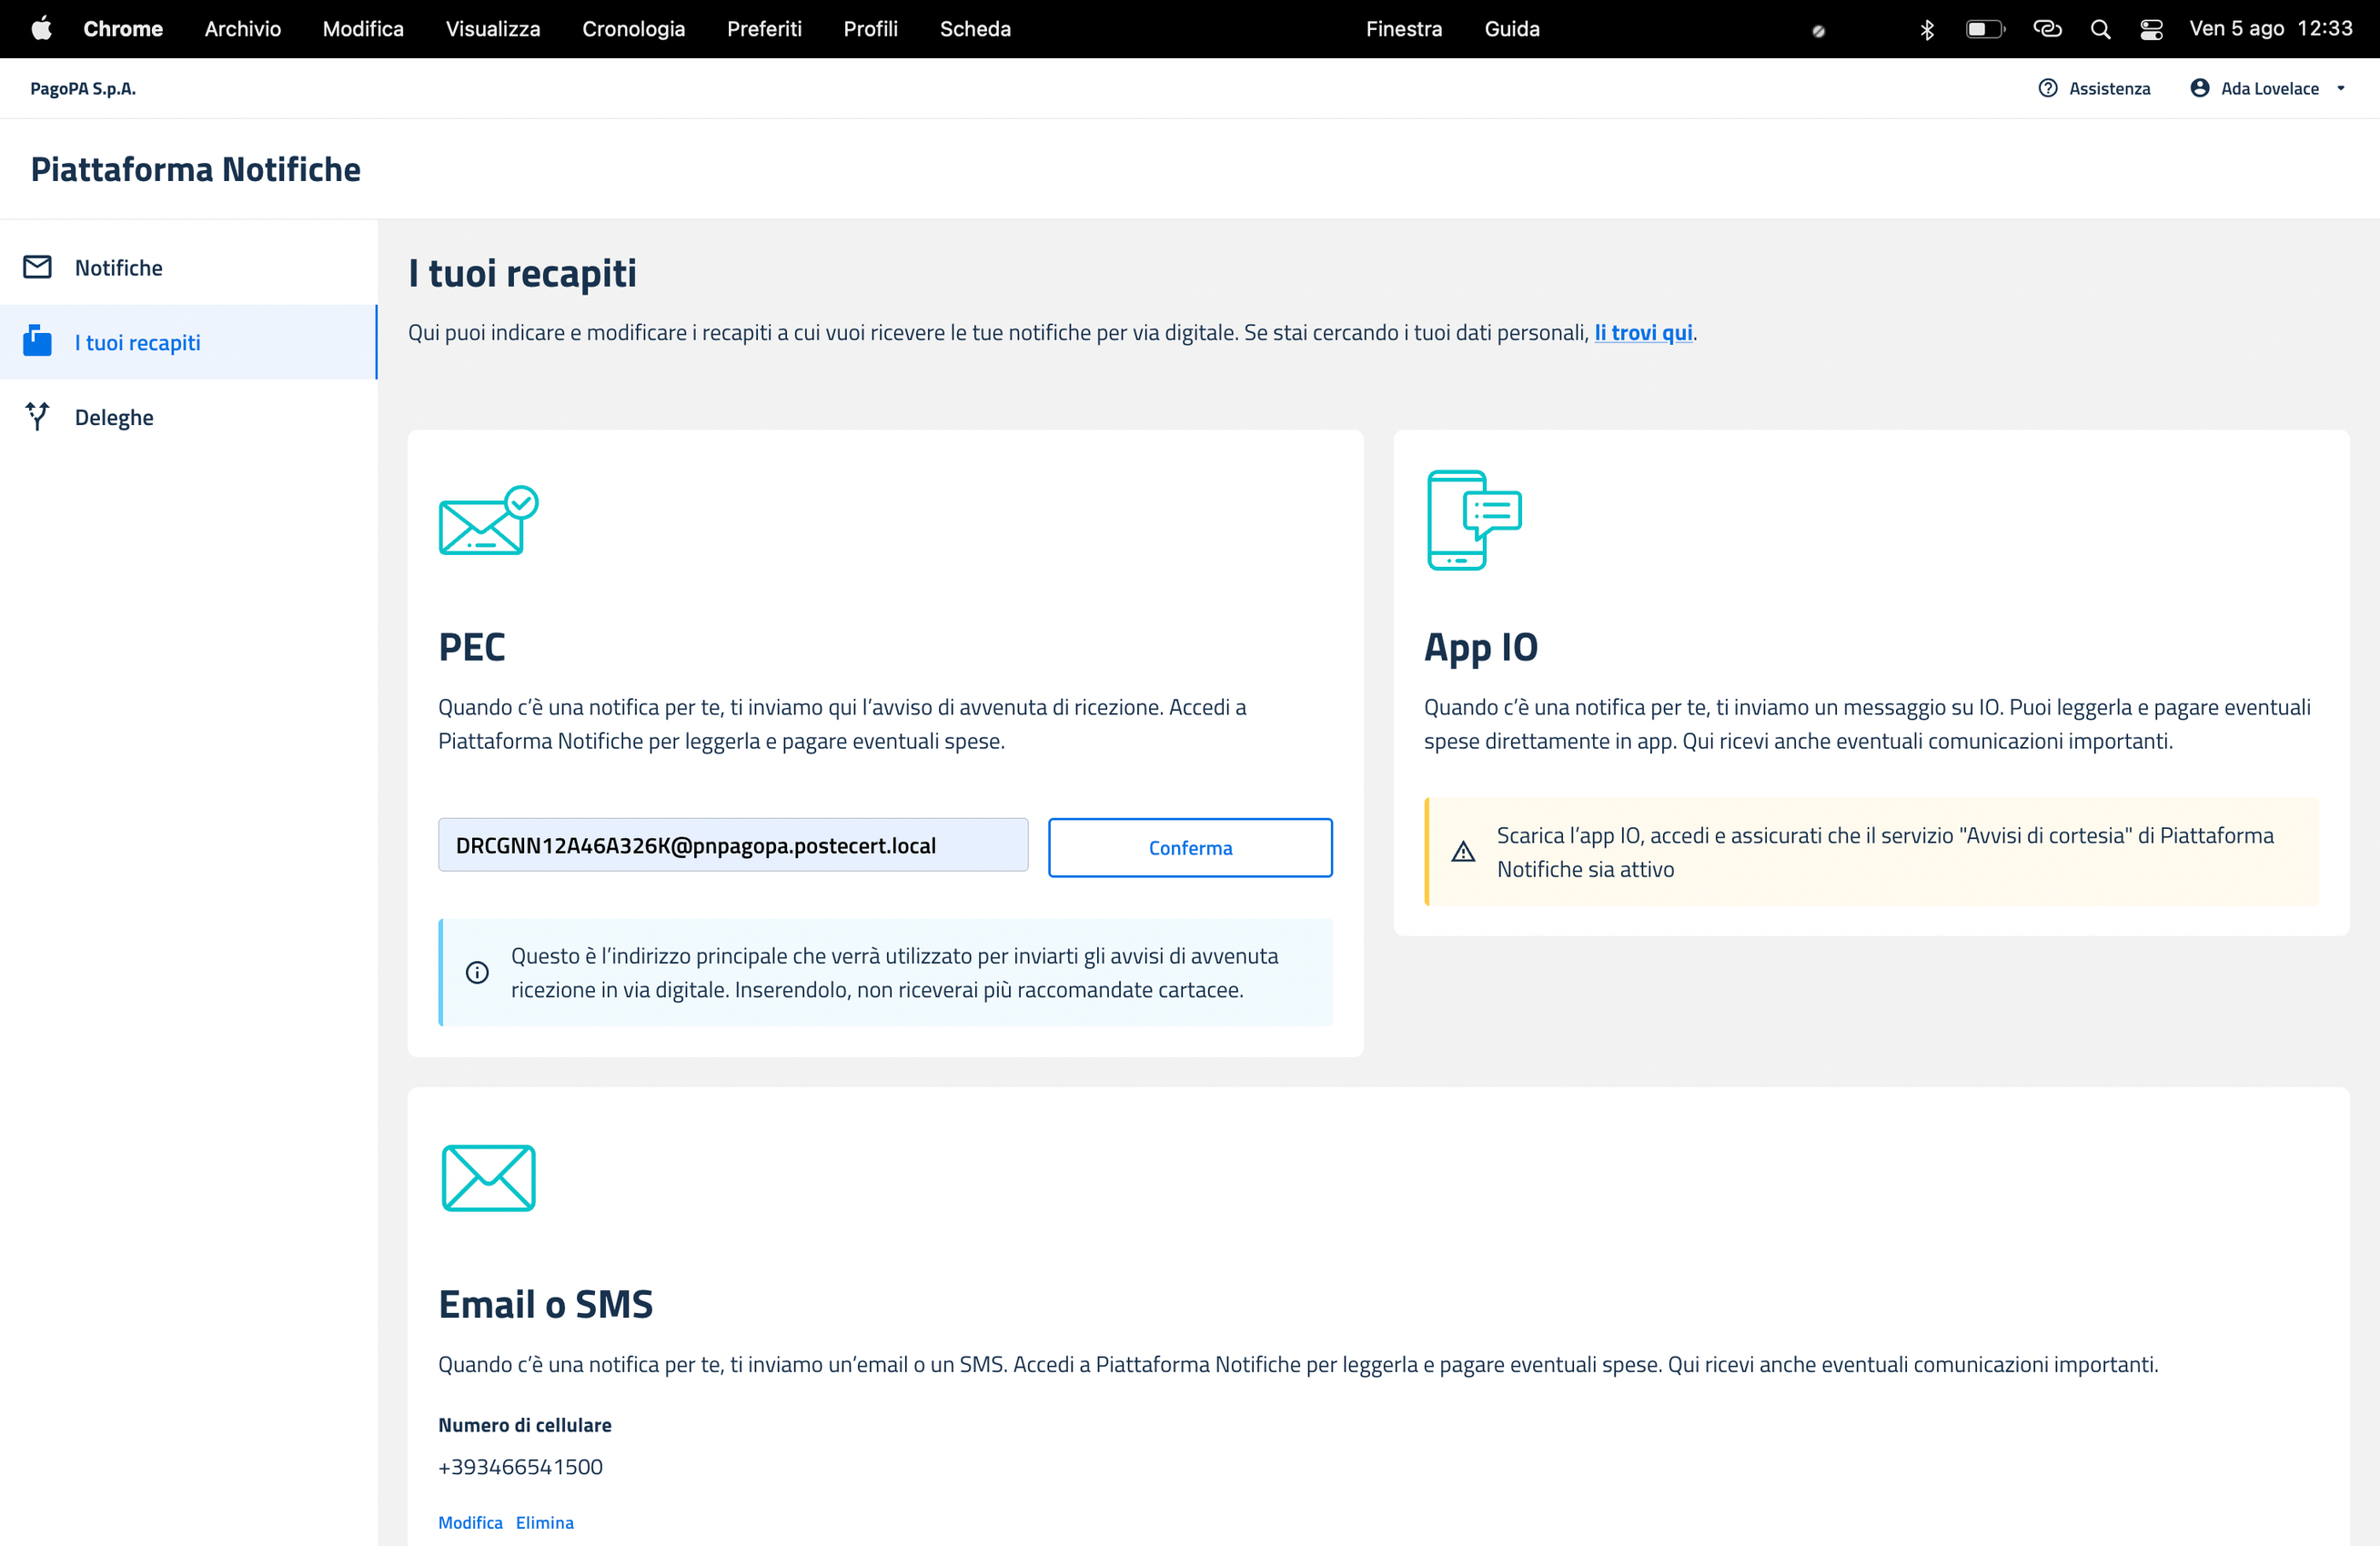 Chrome Archivio Modifica Visualizza Cronologia Preferiti Profili Scheda Finestra Guida Ven 5 ago 12:33
PagoPA S.p.A. Assistenza Ada Lovelace
Piattaforma Notifiche
Notifiche
I tuoi recapiti
Deleghe
I tuoi recapiti
Qui puoi indicare e modificare i recapiti a cui vuoi ricevere le tue notifiche per via digitale. Se stai cercando i tuoi dati personali, li trovi qui.
PEC
Quando c’è una notifica per te, ti inviamo qui l’avviso di avvenuta di ricezione. Accedi a
Piattaforma Notifiche per leggerla e pagare eventuali spese.
DRCGNN12A46A326K@pnpagopa.postecert.local
Conferma
Questo è l’indirizzo principale che verrà utilizzato per inviarti gli avvisi di avvenuta
ricezione in via digitale. Inserendolo, non riceverai più raccomandate cartacee.
App IO
Quando c’è una notifica per te, ti inviamo un messaggio su IO. Puoi leggerla e pagare eventuali
spese direttamente in app. Qui ricevi anche eventuali comunicazioni importanti.
Scarica l’app IO, accedi e assicurati che il servizio "Avvisi di cortesia" di Piattaforma
Notifiche sia attivo
Email o SMS
Quando c’è una notifica per te, ti inviamo un’email o un SMS. Accedi a Piattaforma Notifiche per leggerla e pagare eventuali spese. Qui ricevi anche eventuali comunicazioni importanti.
Numero di cellulare
+393466541500
Modifica Elimina